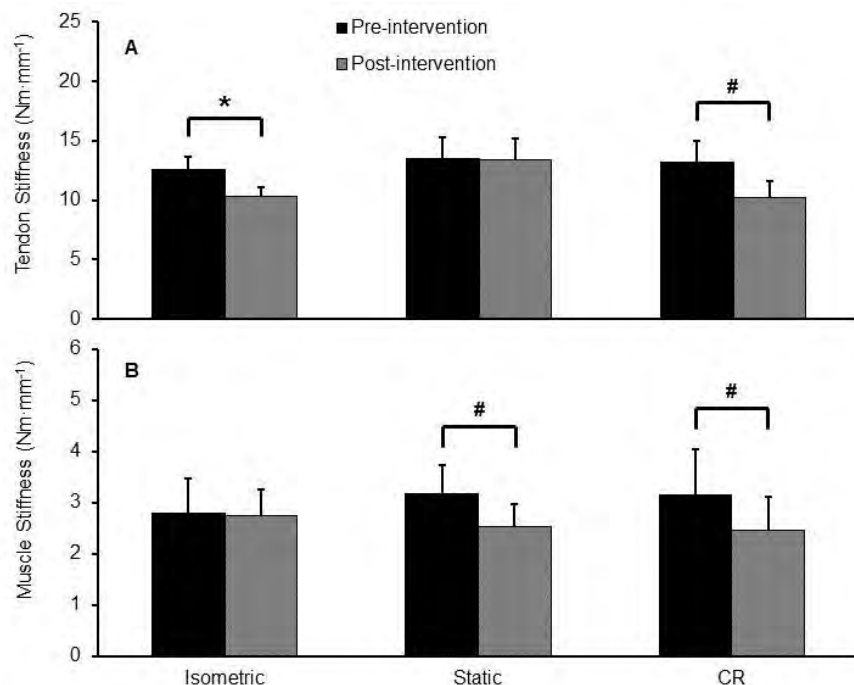 A
Pre-intervention
Post-intervention
Tendon Stiffness (Nm·mm-1)
25
20
15
10
5
0
*
#
B
Muscle Stiffness (Nm·mm-1)
6
5
4
3
2
1
0
#
#
Isometric Static CR